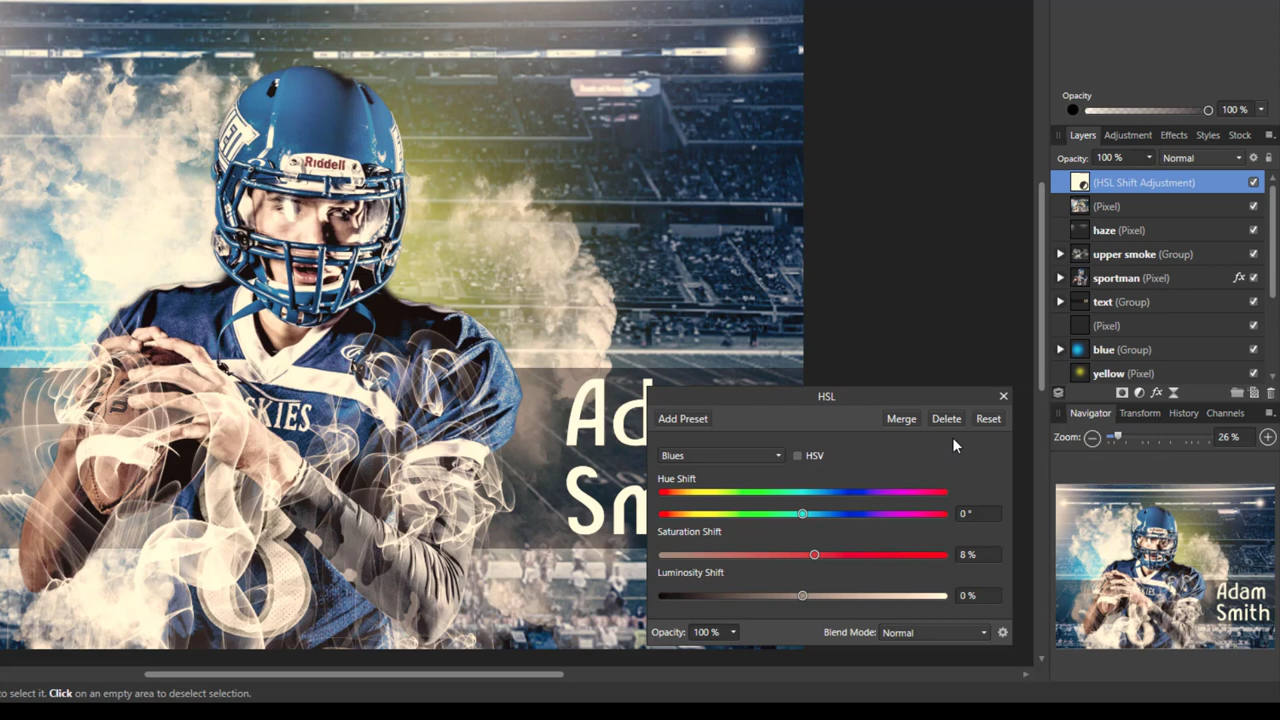 Riddell
SKIES
Ad
Sm
Opacity
100 %
Layers Adjustment Effects Styles Stock
Opacity: 100 % Normal
(HSL Shift Adjustment)
(Pixel)
haze (Pixel)
upper smoke (Group)
sportman (Pixel) fx
text (Group)
(Pixel)
blue (Group)
yellow (Pixel)
fx
HSL
Add Preset Merge Delete Reset
Blues HSV
Hue Shift
0 °
Saturation Shift
8 %
Luminosity Shift
0 %
Opacity: 100 % Blend Mode: Normal
Navigator Transform History Channels
Zoom: 26 %
Adam
Smith
to select it. Click on an empty area to deselect selection.